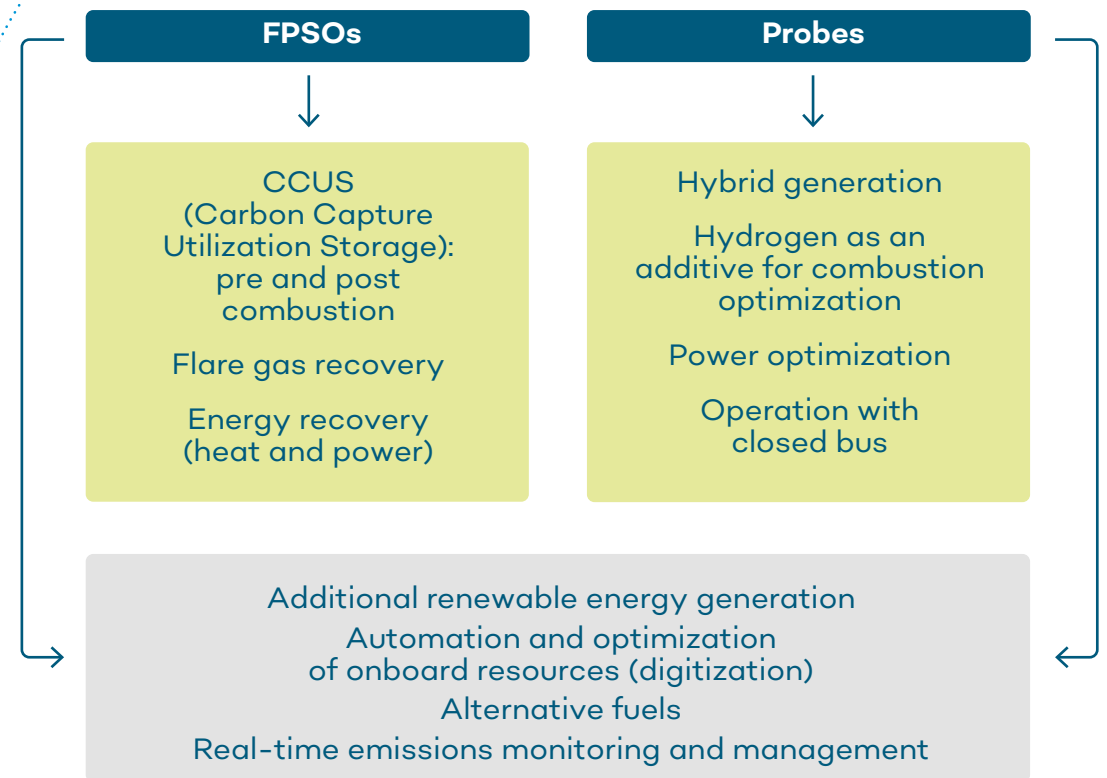 FPSOs
CCUS
(Carbon Capture
Utilization Storage):
pre and post
combustion
Flare gas recovery
Energy recovery
(heat and power)
Probes
Hybrid generation
Hydrogen as an
additive for combustion
optimization
Power optimization
Operation with
closed bus
Additional renewable energy generation
Automation and optimization
of onboard resources (digitization)
Alternative fuels
Real-time emissions monitoring and management